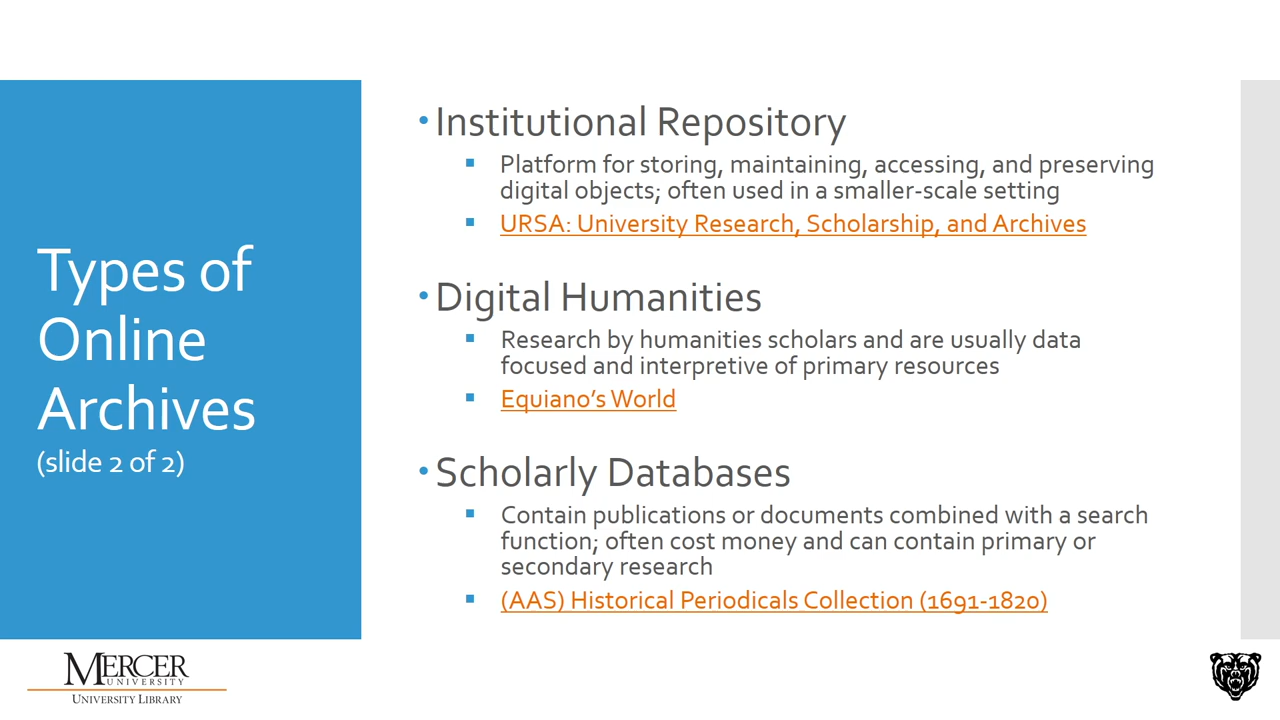 Types of
Online
Archives
(slide 2 of 2)
• Institutional Repository
▪ Platform for storing, maintaining, accessing, and preserving
digital objects; often used in a smaller-scale setting
▪ URSA: University Research, Scholarship, and Archives
• Digital Humanities
▪ Research by humanities scholars and are usually data
focused and interpretive of primary resources
▪ Equiano’s World
• Scholarly Databases
▪ Contain publications or documents combined with a search
function; often cost money and can contain primary or
secondary research
▪ (AAS) Historical Periodicals Collection (1691-1820)
MERCER
UNIVERSITY
UNIVERSITY LIBRARY